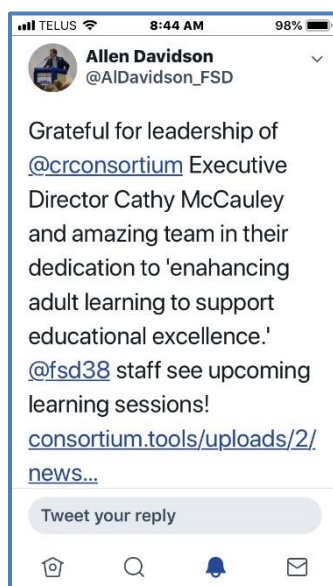 TELUS 8:44 AM 98%
Allen Davidson
@AlDavidson_FSD
Grateful for leadership of
@crconsortium Executive
Director Cathy McCauley
and amazing team in their
dedication to 'enahancing
adult learning to support
educational excellence.'
@fsd38 staff see upcoming
learning sessions!
consortium.tools/uploads/2/
news...
Tweet your reply